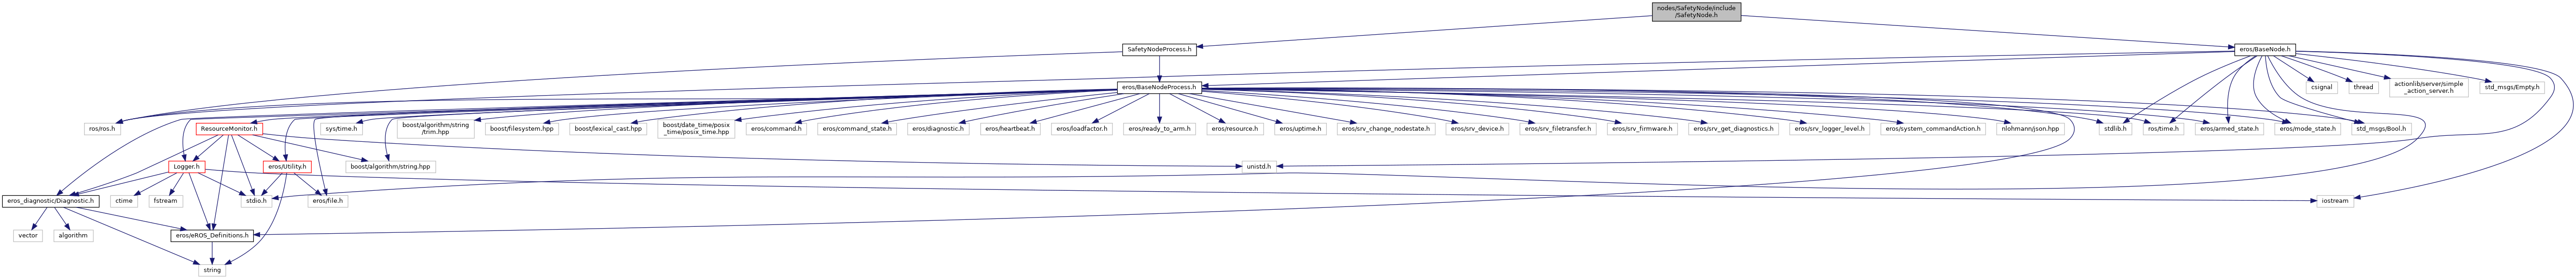 nodes/SafetyNode/include
/SafetyNode.h
SafetyNodeProcess.h
eros/BaseNode.h
eros/BaseNodeProcess.h
csignal
thread
actionlib/server/simple
_action_server.h
std_msgs/Empty.h
ros/ros.h
ResourceMonitor.h
sys/time.h
boost/algorithm/string
/trim.hpp
boost/filesystem.hpp
boost/lexical_cast.hpp
boost/date_time/posix
_time/posix_time.hpp
eros/command.h
eros/command_state.h
eros/diagnostic.h
eros/heartbeat.h
eros/loadfactor.h
eros/ready_to_arm.h
eros/resource.h
eros/uptime.h
eros/srv_change_nodestate.h
eros/srv_device.h
eros/srv_filetransfer.h
eros/srv_firmware.h
eros/srv_get_diagnostics.h
eros/srv_logger_level.h
eros/system_commandAction.h
nlohmann/json.hpp
stdlib.h
ros/time.h
eros/armed_state.h
eros/mode_state.h
std_msgs/Bool.h
Logger.h
eros/Utility.h
boost/algorithm/string.hpp
unistd.h
eros_diagnostic/Diagnostic.h
ctime
fstream
stdio.h
eros/file.h
iostream
vector
algorithm
eros/eROS_Definitions.h
string